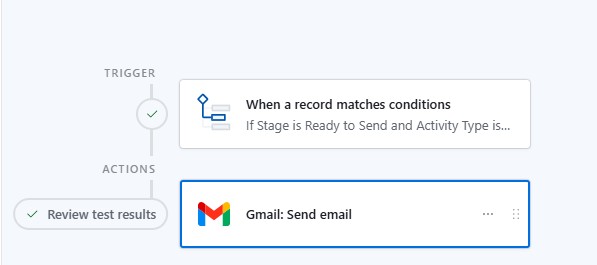 TRIGGER
When a record matches conditions
If Stage is Ready to Send and Activity Type is...
ACTIONS
Review test results
Gmail: Send email